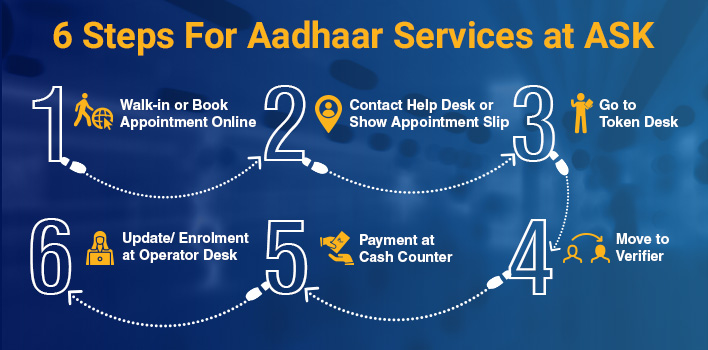 6 Steps For Aadhaar Services at ASK
1
Walk-in or Book
Appointment Online
2
Contact Help Desk or
Show Appointment Slip
3
Go to
Token Desk
4
Move to
Verifier
5
Payment at
Cash Counter
6
Update/ Enrolment
at Operator Desk